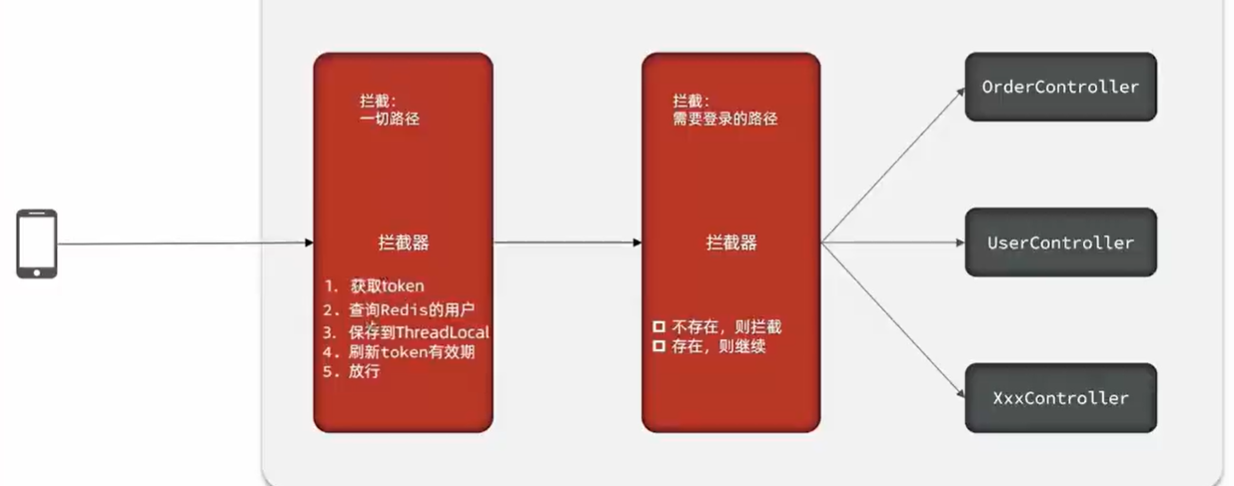 拦截：
一切路径
拦截器
1. 获取token
2. 查询Redis的用户
3. 保存到ThreadLocal
4. 刷新token有效期
5. 放行
拦截：
需要登录的路径
拦截器
不存在，则拦截
存在，则继续
OrderController
UserController
XxxController